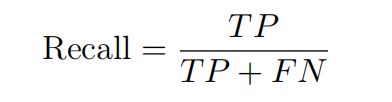 Recall = TP / (TP + FN)